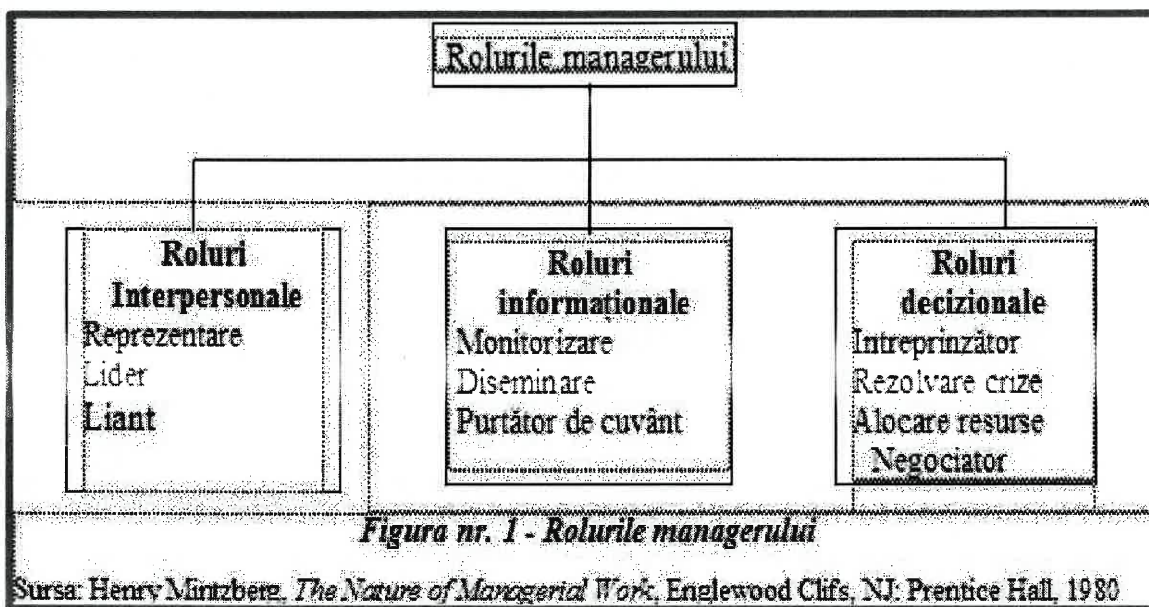 Rolurile managerului
Roluri
Interpersonale
Reprezentare
Lider
Liant
Roluri
informaționale
Monitorizare
Diseminare
Purtător de cuvânt
Roluri
decizionale
Intreprinzător
Rezolvare crize
Alocare resurse
Negociator
Figura nr. 1 - Rolurile managerului
Sursa: Henry Mintzberg, The Nature of Managerial Work, Englewood Clifs, NJ: Prentice Hall, 1980